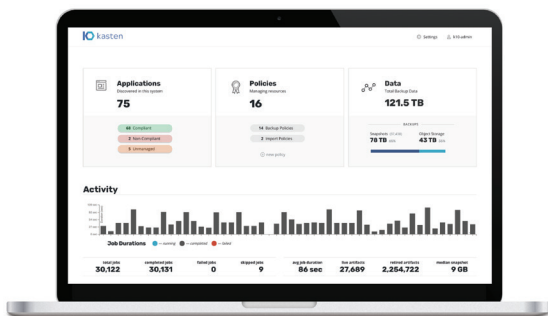 kasten
Settings
k10-admin
Applications
Discovered in this system
75
68 Compliant
2 Non-Compliant
5 Unmanaged
Policies
Managing resources
16
14 Backup Policies
2 Import Policies
new policy
Data
Total Backup Data
121.5 TB
Snapshots
78 TB
Object Storage
43 TB
Activity
Job Durations
running
completed
failed
total jobs
30,122
completed jobs
30,131
failed jobs
0
skipped jobs
9
avg job duration
86 sec
live artifacts
27,689
retired artifacts
2,254,722
median snapshot
9 GB